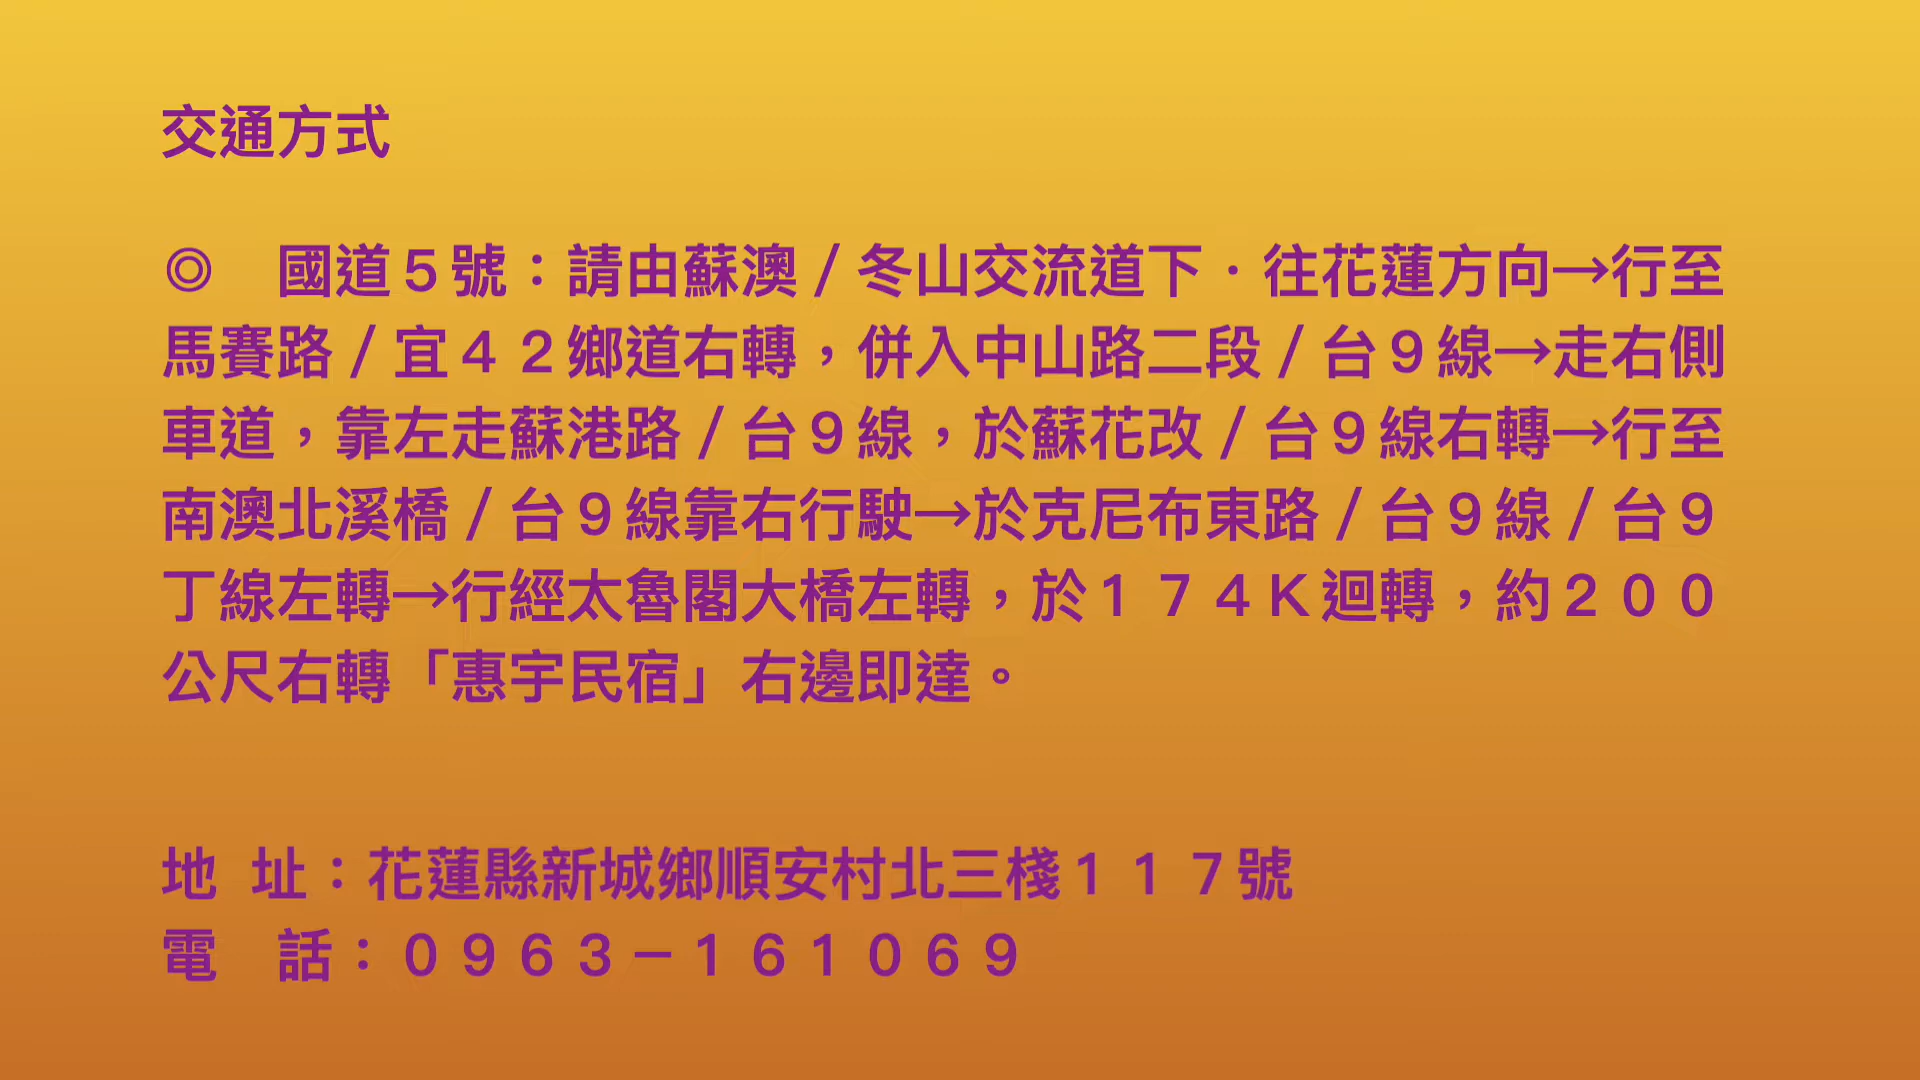 交通方式
◎　國道５號：請由蘇澳／冬山交流道下．往花蓮方向→行至
馬賽路／宜４２鄉道右轉，併入中山路二段／台９線→走右側
車道，靠左走蘇港路／台９線，於蘇花改／台９線右轉→行至
南澳北溪橋／台９線靠右行駛→於克尼布東路／台９線／台９
丁線左轉→行經太魯閣大橋左轉，於１７４Ｋ迴轉，約２００
公尺右轉「惠宇民宿」右邊即達。
地 址：花蓮縣新城鄉順安村北三棧１１７號
電　話：０９６３－１６１０６９